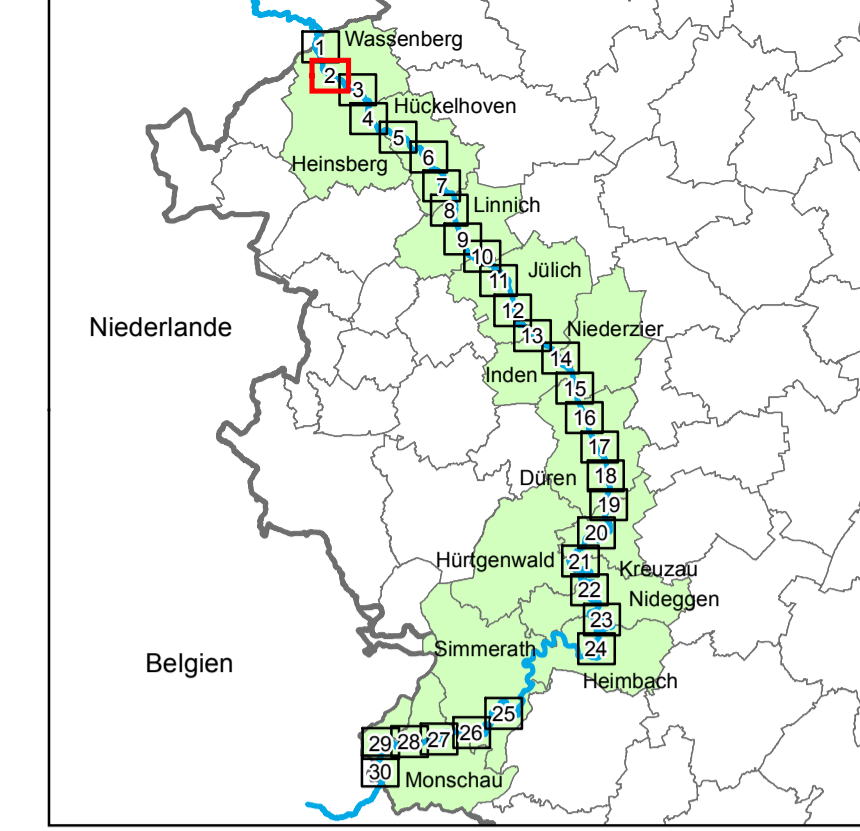 1
Wassenberg
2
3
Hückelhoven
4
5
6
Heinsberg
7
8
Linnich
9
10
Jülich
11
12
Niederlande
Niederzier
13
14
Inden
15
16
17
Düren
18
19
20
Hürtgenwald
21
Kreuzau
22
Nideggen
23
Simmerath
24
Belgien
Heimbach
25
26
29
28
27
30
Monschau